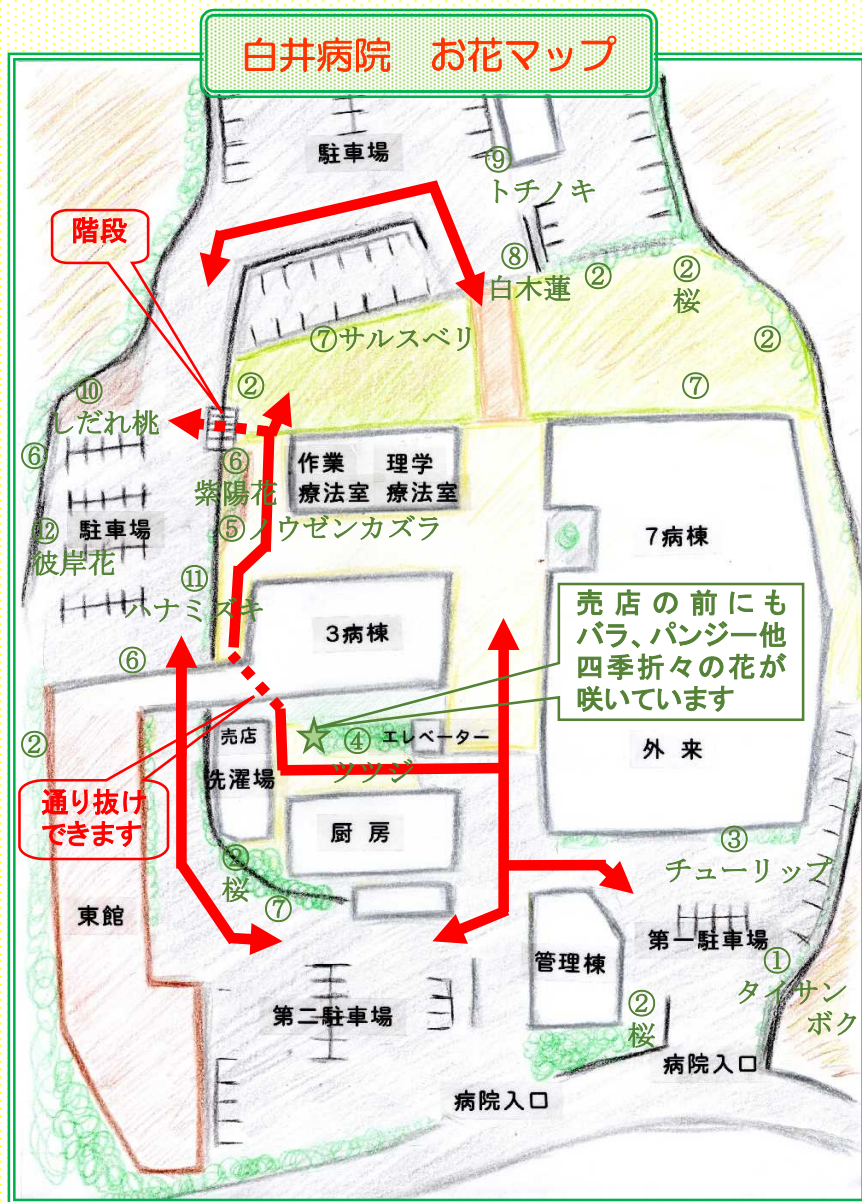 白井病院 お花マップ
駐車場
⑨
トチノキ
階段
⑧
白木蓮
②
②
桜
②
⑦サルスベリ
⑦
②
⑩
しだれ桃
⑥
⑥
紫陽花
作業 理学
療法室 療法室
⑤ノウゼンカズラ
⑫
彼岸花
駐車場
7病棟
⑪
ハナミズキ
3病棟
売店の前にも
バラ、パンジー他
四季折々の花が
咲いています
⑥
②
売店
④
ツツジ
エレベーター
外来
洗濯場
通り抜け
できます
厨房
③
チューリップ
②
桜
⑦
東館
管理棟
第一駐車場
①
タイサン
ボク
第二駐車場
②
桜
病院入口
病院入口